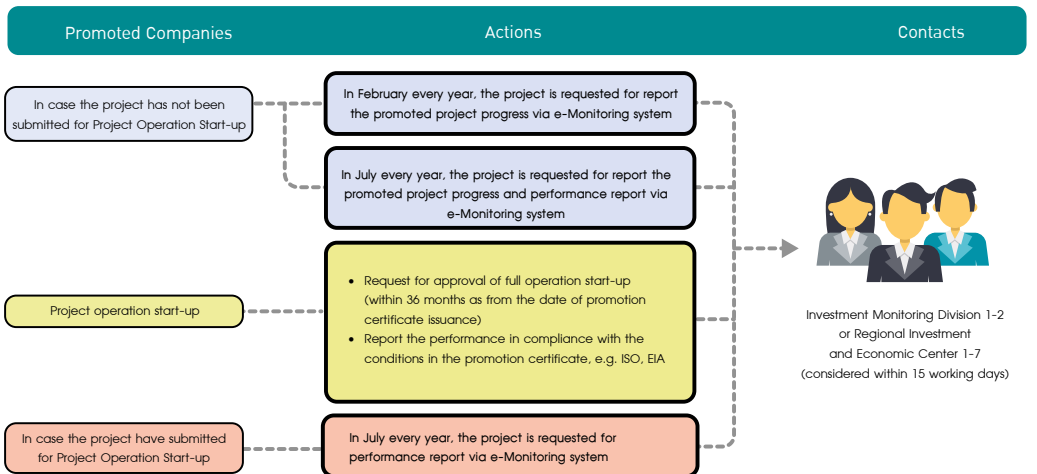 Promoted Companies
Actions
Contacts
In case the project has not been
submitted for Project Operation Start-up
In February every year, the project is requested for report
the promoted project progress via e-Monitoring system
In July every year, the project is requested for report the
promoted project progress and performance report via
e-Monitoring system
Project operation start-up
• Request for approval of full operation start-up
(within 36 months as from the date of promotion
certificate issuance)
• Report the performance in compliance with the
conditions in the promotion certificate, e.g. ISO, EIA
In case the project have submitted
for Project Operation Start-up
In July every year, the project is requested for
performance report via e-Monitoring system
Investment Monitoring Division 1-2
or Regional Investment
and Economic Center 1-7
(considered within 15 working days)